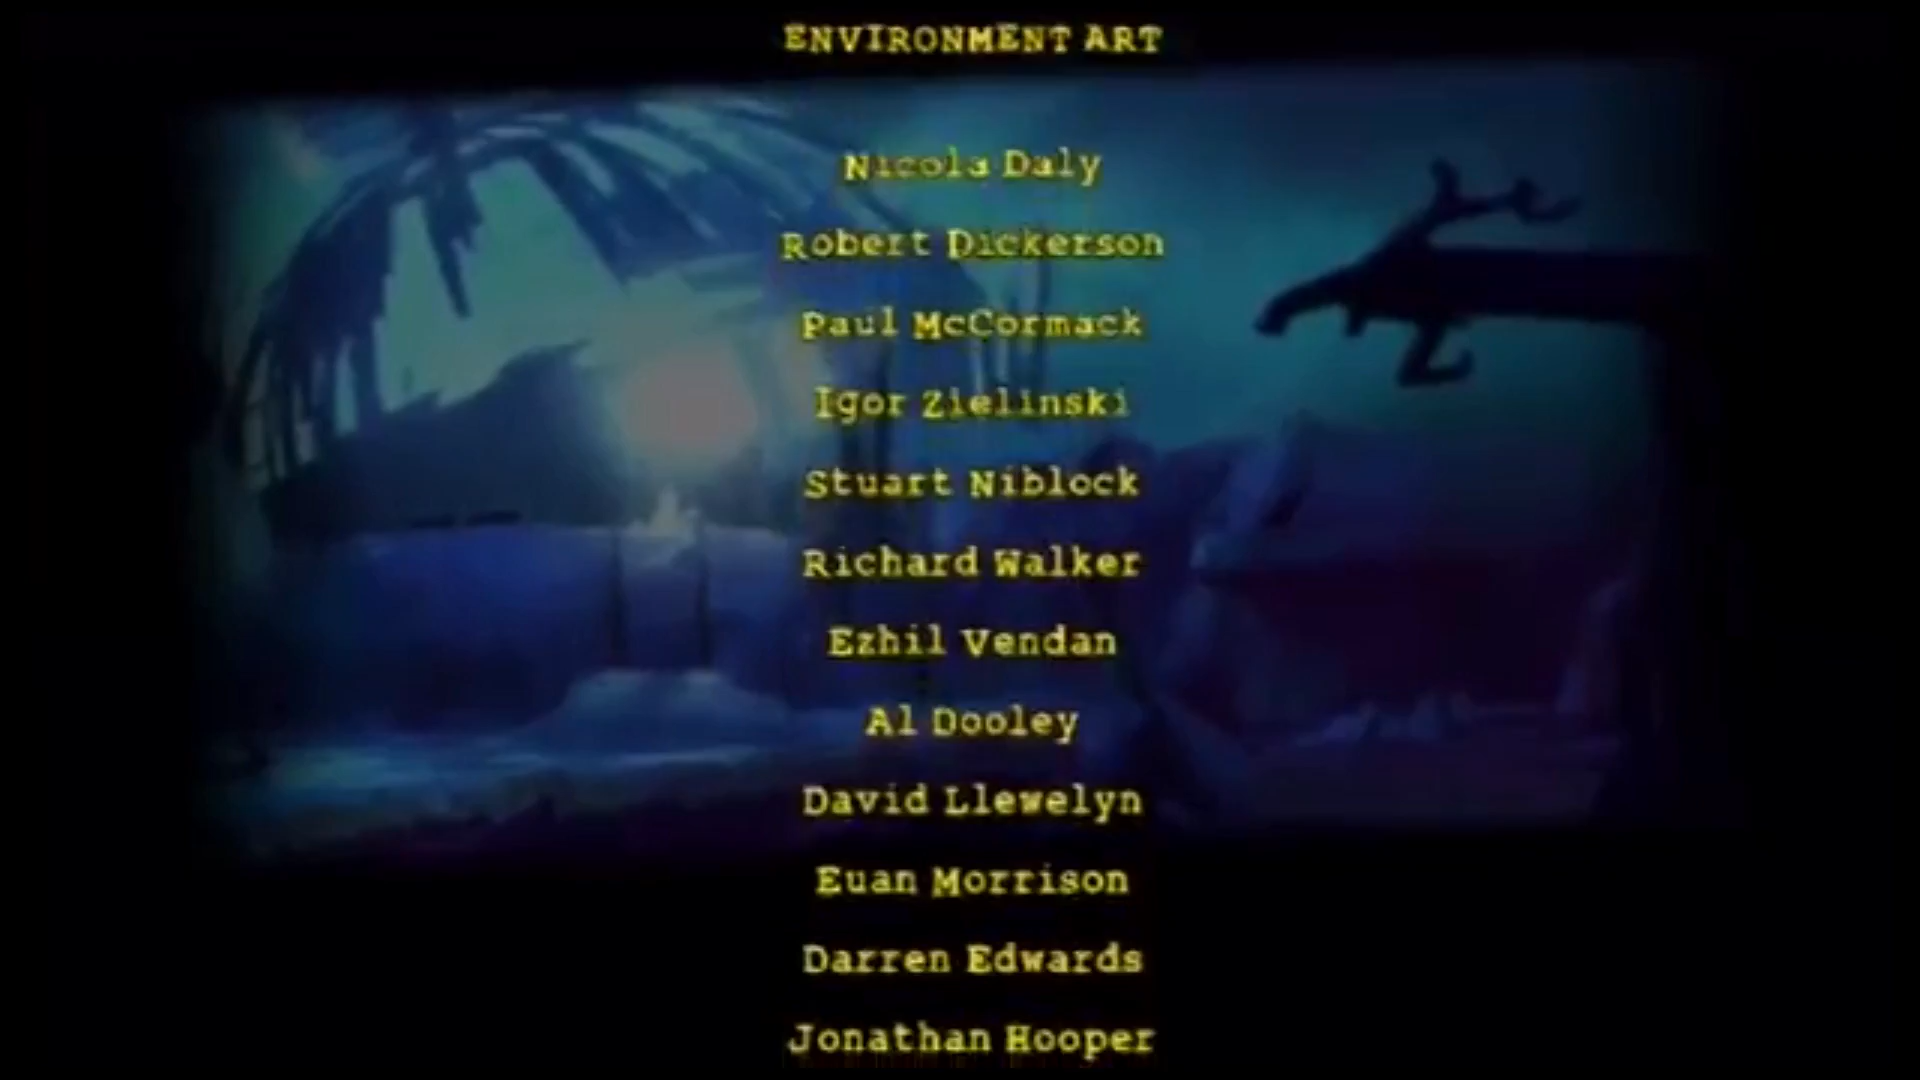 ENVIRONMENT ART
Nicola Daly
Robert Dickerson
Paul McCormack
Igor Zielinski
Stuart Niblock
Richard Walker
Ezhil Vendan
Al Dooley
David Llewelyn
Euan Morrison
Darren Edwards
Jonathan Hooper